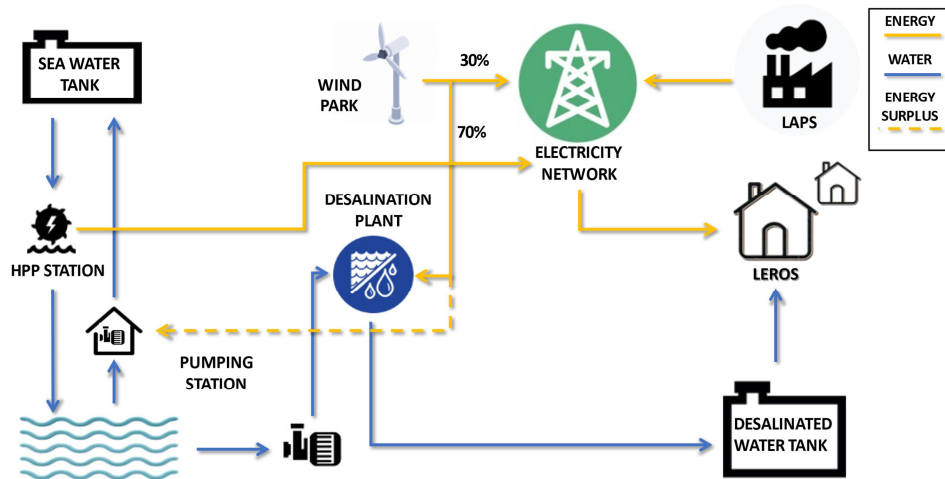 SEA WATER
TANK
WIND
PARK
30%
70%
ELECTRICITY
NETWORK
LAPS
ENERGY
WATER
ENERGY
SURPLUS
DESALINATION
PLANT
HPP STATION
LEROS
PUMPING
STATION
DESALINATED
WATER TANK